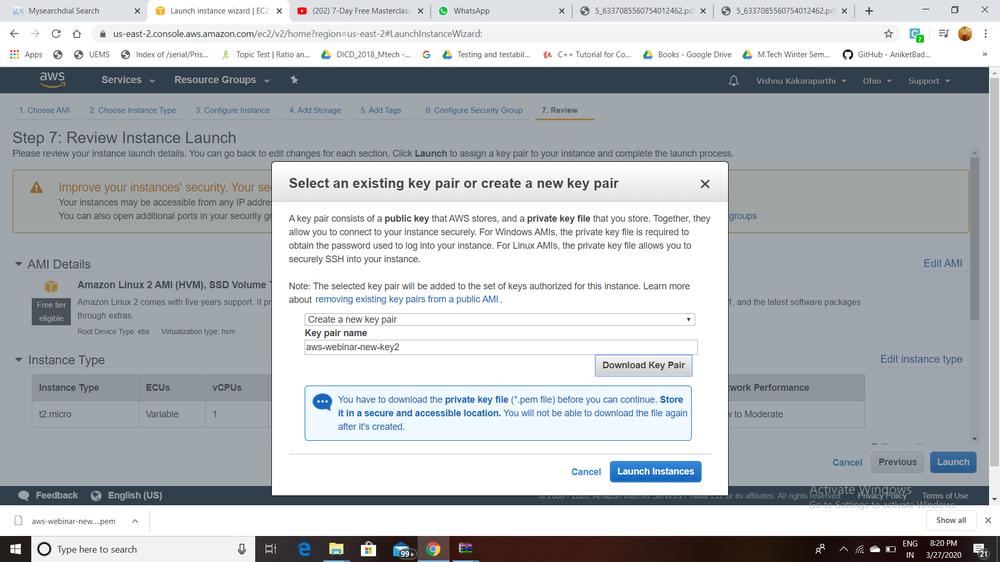 Mysearchdial Search
Launch instance wizard | EC2
(202) 7-Day Free Masterclass
WhatsApp
5_6337085560754012462.pd
5_6337085560754012462.pd
us-east-2.console.aws.amazon.com/ec2/v2/home?region=us-east-2#LaunchInstanceWizard:
7
Apps
UEMS
Index of /serial/Pris...
Topic Test | Ratio an...
DICD_2018_Mtech -...
Testing and testabil...
C++ Tutorial for Co...
Books - Google Drive
M.Tech Winter Sem...
GitHub - AniketBad...
»
aws
Services
Resource Groups
Vishnu Kakaraparthi
Ohio
Support
1. Choose AMI
2. Choose Instance Type
3. Configure Instance
4. Add Storage
5. Add Tags
6. Configure Security Group
7. Review
Step 7: Review Instance Launch
Please review your instance launch details. You can go back to edit changes for each section. Click Launch to assign a key pair to your instance and complete the launch process.
Improve your instances' security. Your se
Your instances may be accessible from any IP addre
You can also open additional ports in your security gr
groups
Select an existing key pair or create a new key pair
A key pair consists of a public key that AWS stores, and a private key file that you store. Together, they
allow you to connect to your instance securely. For Windows AMIs, the private key file is required to
obtain the password used to log into your instance. For Linux AMIs, the private key file allows you to
securely SSH into your instance.
Note: The selected key pair will be added to the set of keys authorized for this instance. Learn more
about removing existing key pairs from a public AMI .
Create a new key pair
Key pair name
aws-webinar-new-key2
Download Key Pair
You have to download the private key file (*.pem file) before you can continue. Store
it in a secure and accessible location. You will not be able to download the file again
after it's created.
Cancel
Launch Instances
AMI Details
Edit AMI
Amazon Linux 2 AMI (HVM), SSD Volume
Free tier
eligible
Amazon Linux 2 comes with five years support. It pr
1, and the latest software packages
through extras.
Root Device Type: ebs
Virtualization type: hvm
Instance Type
Edit instance type
Instance Type
ECUs
vCPUs
work Performance
t2.micro
Variable
1
to Moderate
Cancel
Previous
Launch
Feedback
English (US)
© 2008 - 2020, Amazon Internet Services Private Ltd. or its affiliates. All rights reserved.
Privacy Policy
Terms of Use
Activate Windows
Go to Settings to activate Windows.
aws-webinar-new....pem
Show all
Type here to search
99+
ENG
IN
8:20 PM
3/27/2020
21